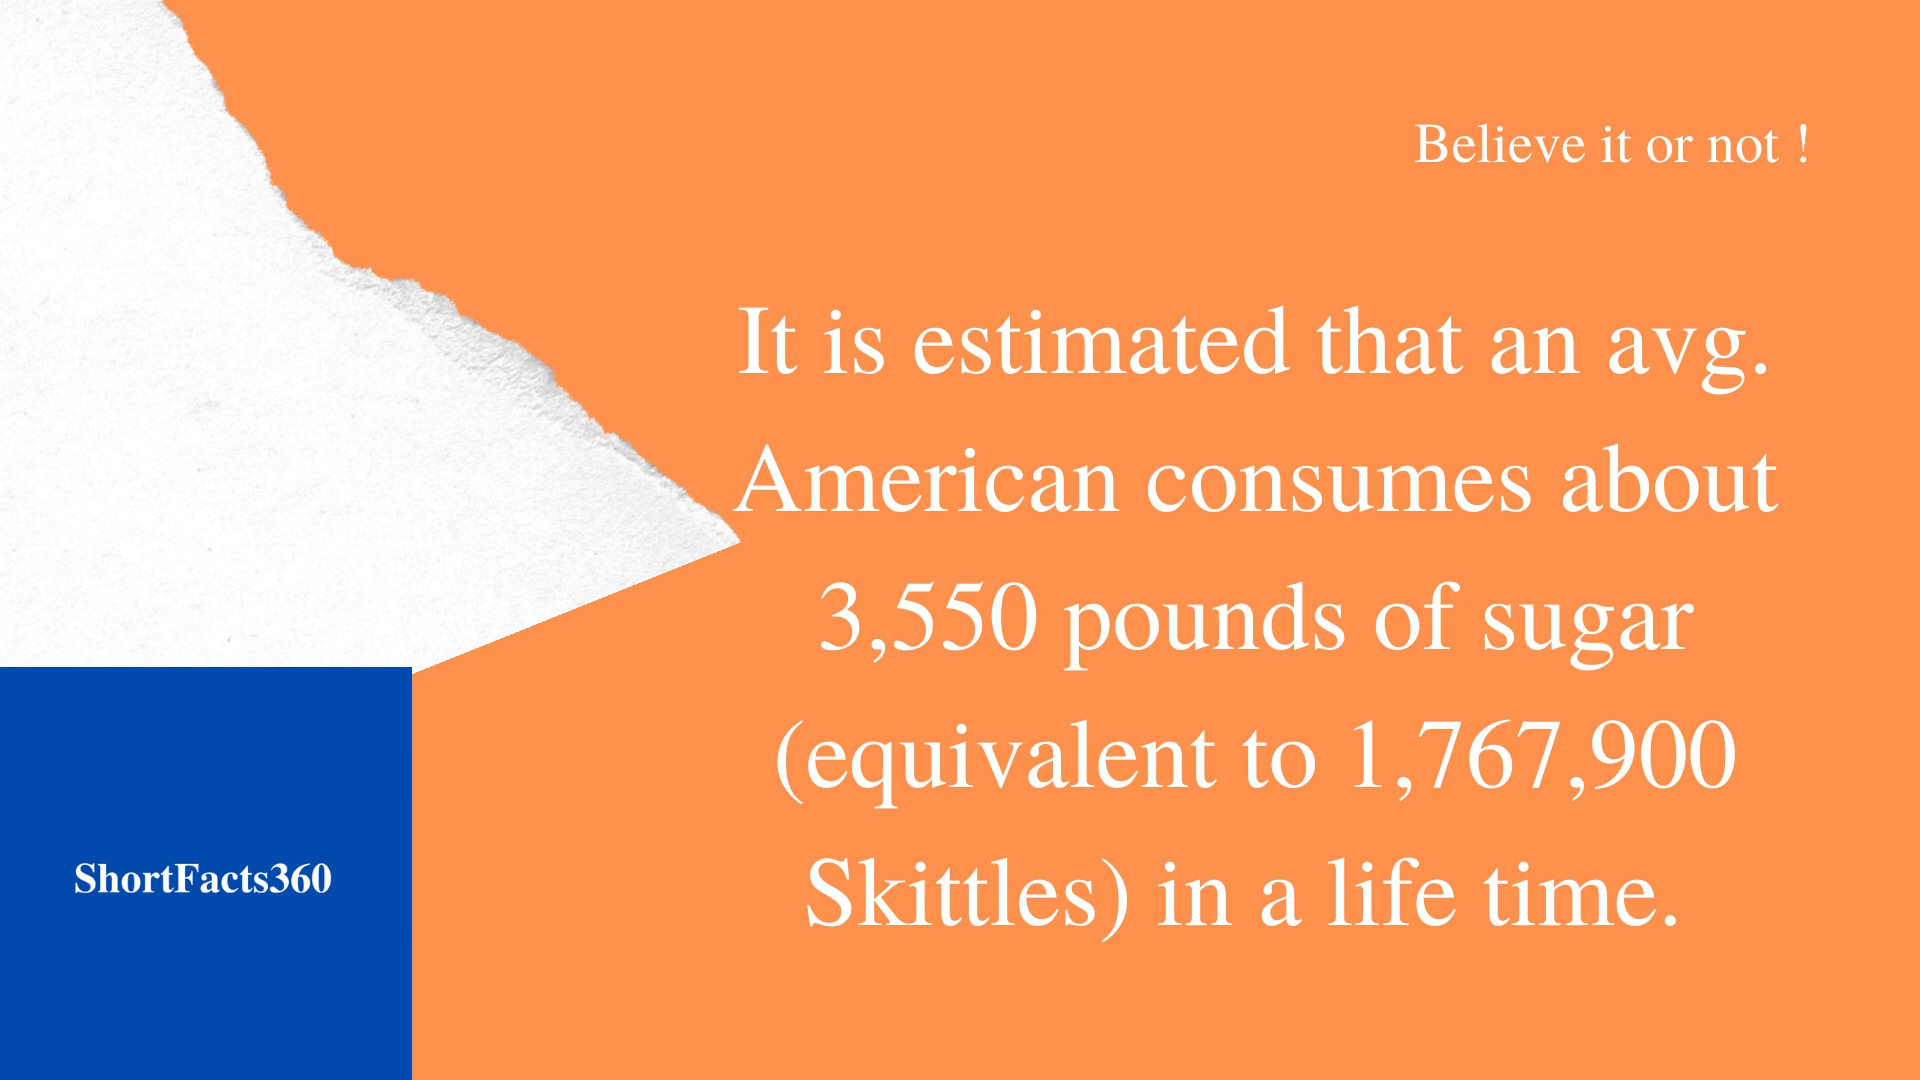 Believe it or not !
It is estimated that an avg.
American consumes about
3,550 pounds of sugar
(equivalent to 1,767,900
Skittles) in a life time.
ShortFacts360